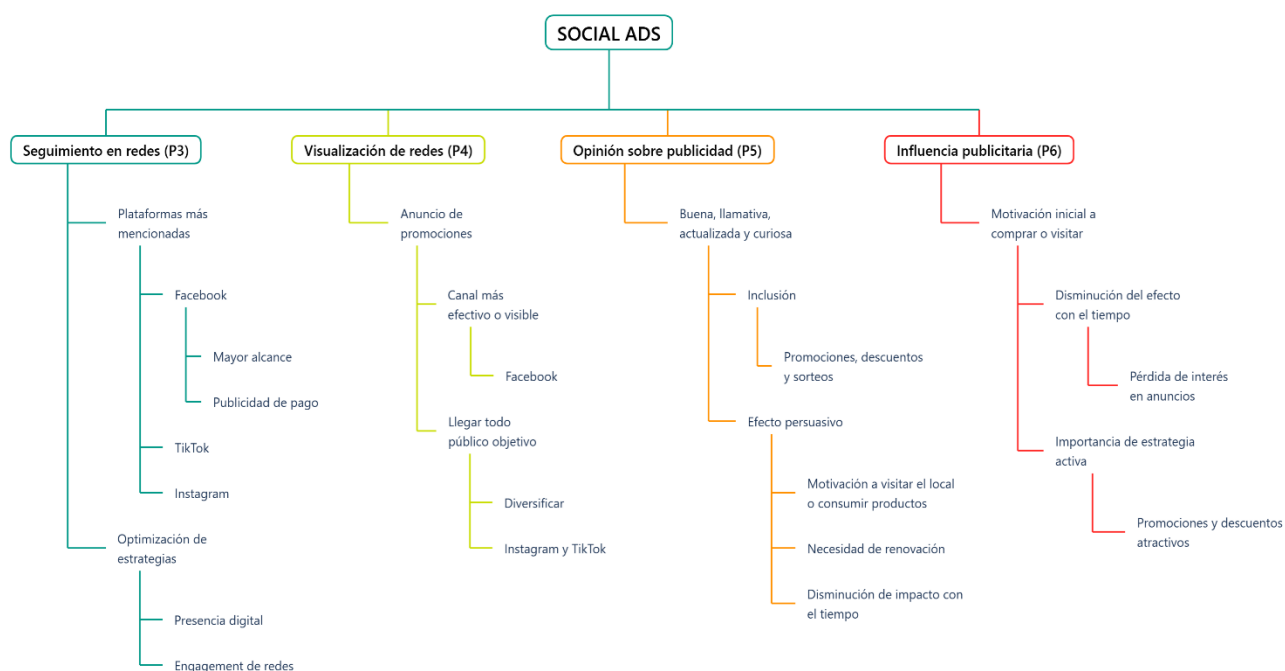 SOCIAL ADS
Seguimiento en redes (P3)
Plataformas más
mencionadas
Facebook
Mayor alcance
Publicidad de pago
TikTok
Instagram
Optimización de
estrategias
Presencia digital
Engagement de redes
Visualización de redes (P4)
Anuncio de
promociones
Canal más
efectivo o visible
Facebook
Llegar todo
público objetivo
Diversificar
Instagram y TikTok
Opinión sobre publicidad (P5)
Buena, llamativa,
actualizada y curiosa
Inclusión
Promociones, descuentos
y sorteos
Efecto persuasivo
Motivación a visitar el local
o consumir productos
Necesidad de renovación
Disminución de impacto con
el tiempo
Influencia publicitaria (P6)
Motivación inicial a
comprar o visitar
Disminución del efecto
con el tiempo
Pérdida de interés
en anuncios
Importancia de estrategia
activa
Promociones y descuentos
atractivos